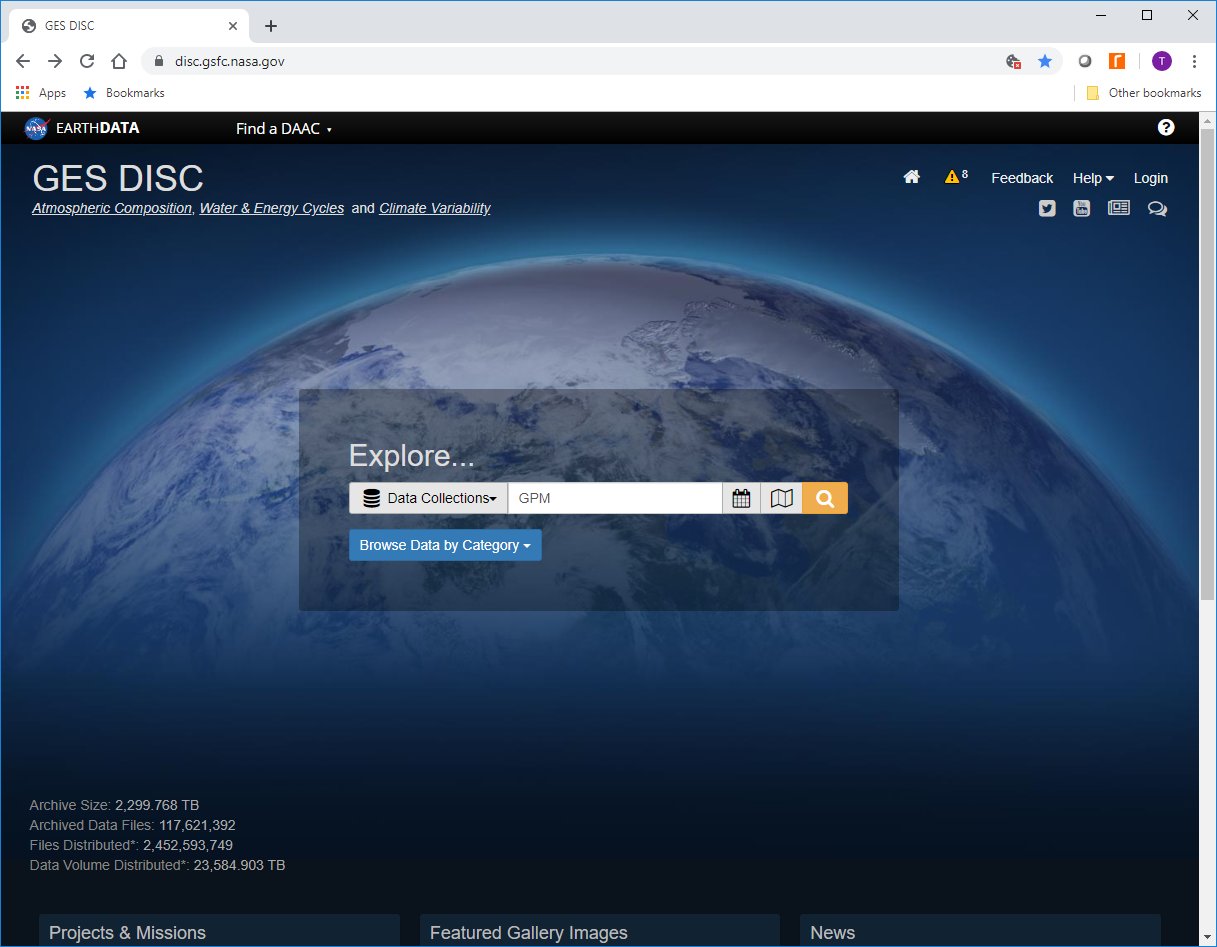 GES DISC
disc.gsfc.nasa.gov
T
Apps Bookmarks Other bookmarks
NASA EARTHDATA Find a DAAC
GES DISC
8 Feedback Help Login
Atmospheric Composition, Water & Energy Cycles and Climate Variability
You Tube
Explore...
Data Collections GPM
Browse Data by Category
Archive Size: 2,299.768 TB
Archived Data Files: 117,621,392
Files Distributed*: 2,452,593,749
Data Volume Distributed*: 23,584.903 TB
Projects & Missions Featured Gallery Images News